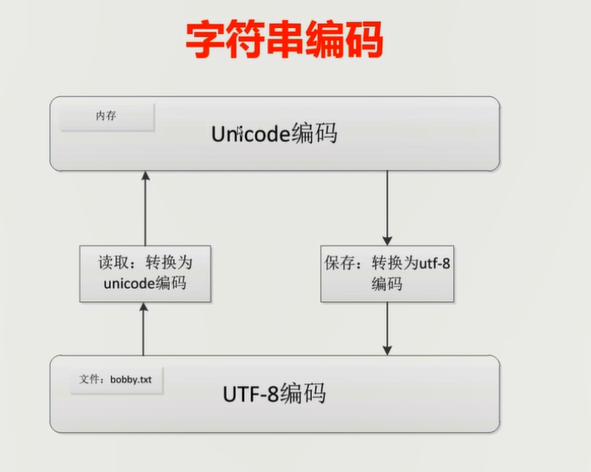 字符串编码
内存
Unicode编码
读取：转换为
unicode编码
保存：转换为utf-8
编码
文件：bobby.txt
UTF-8编码